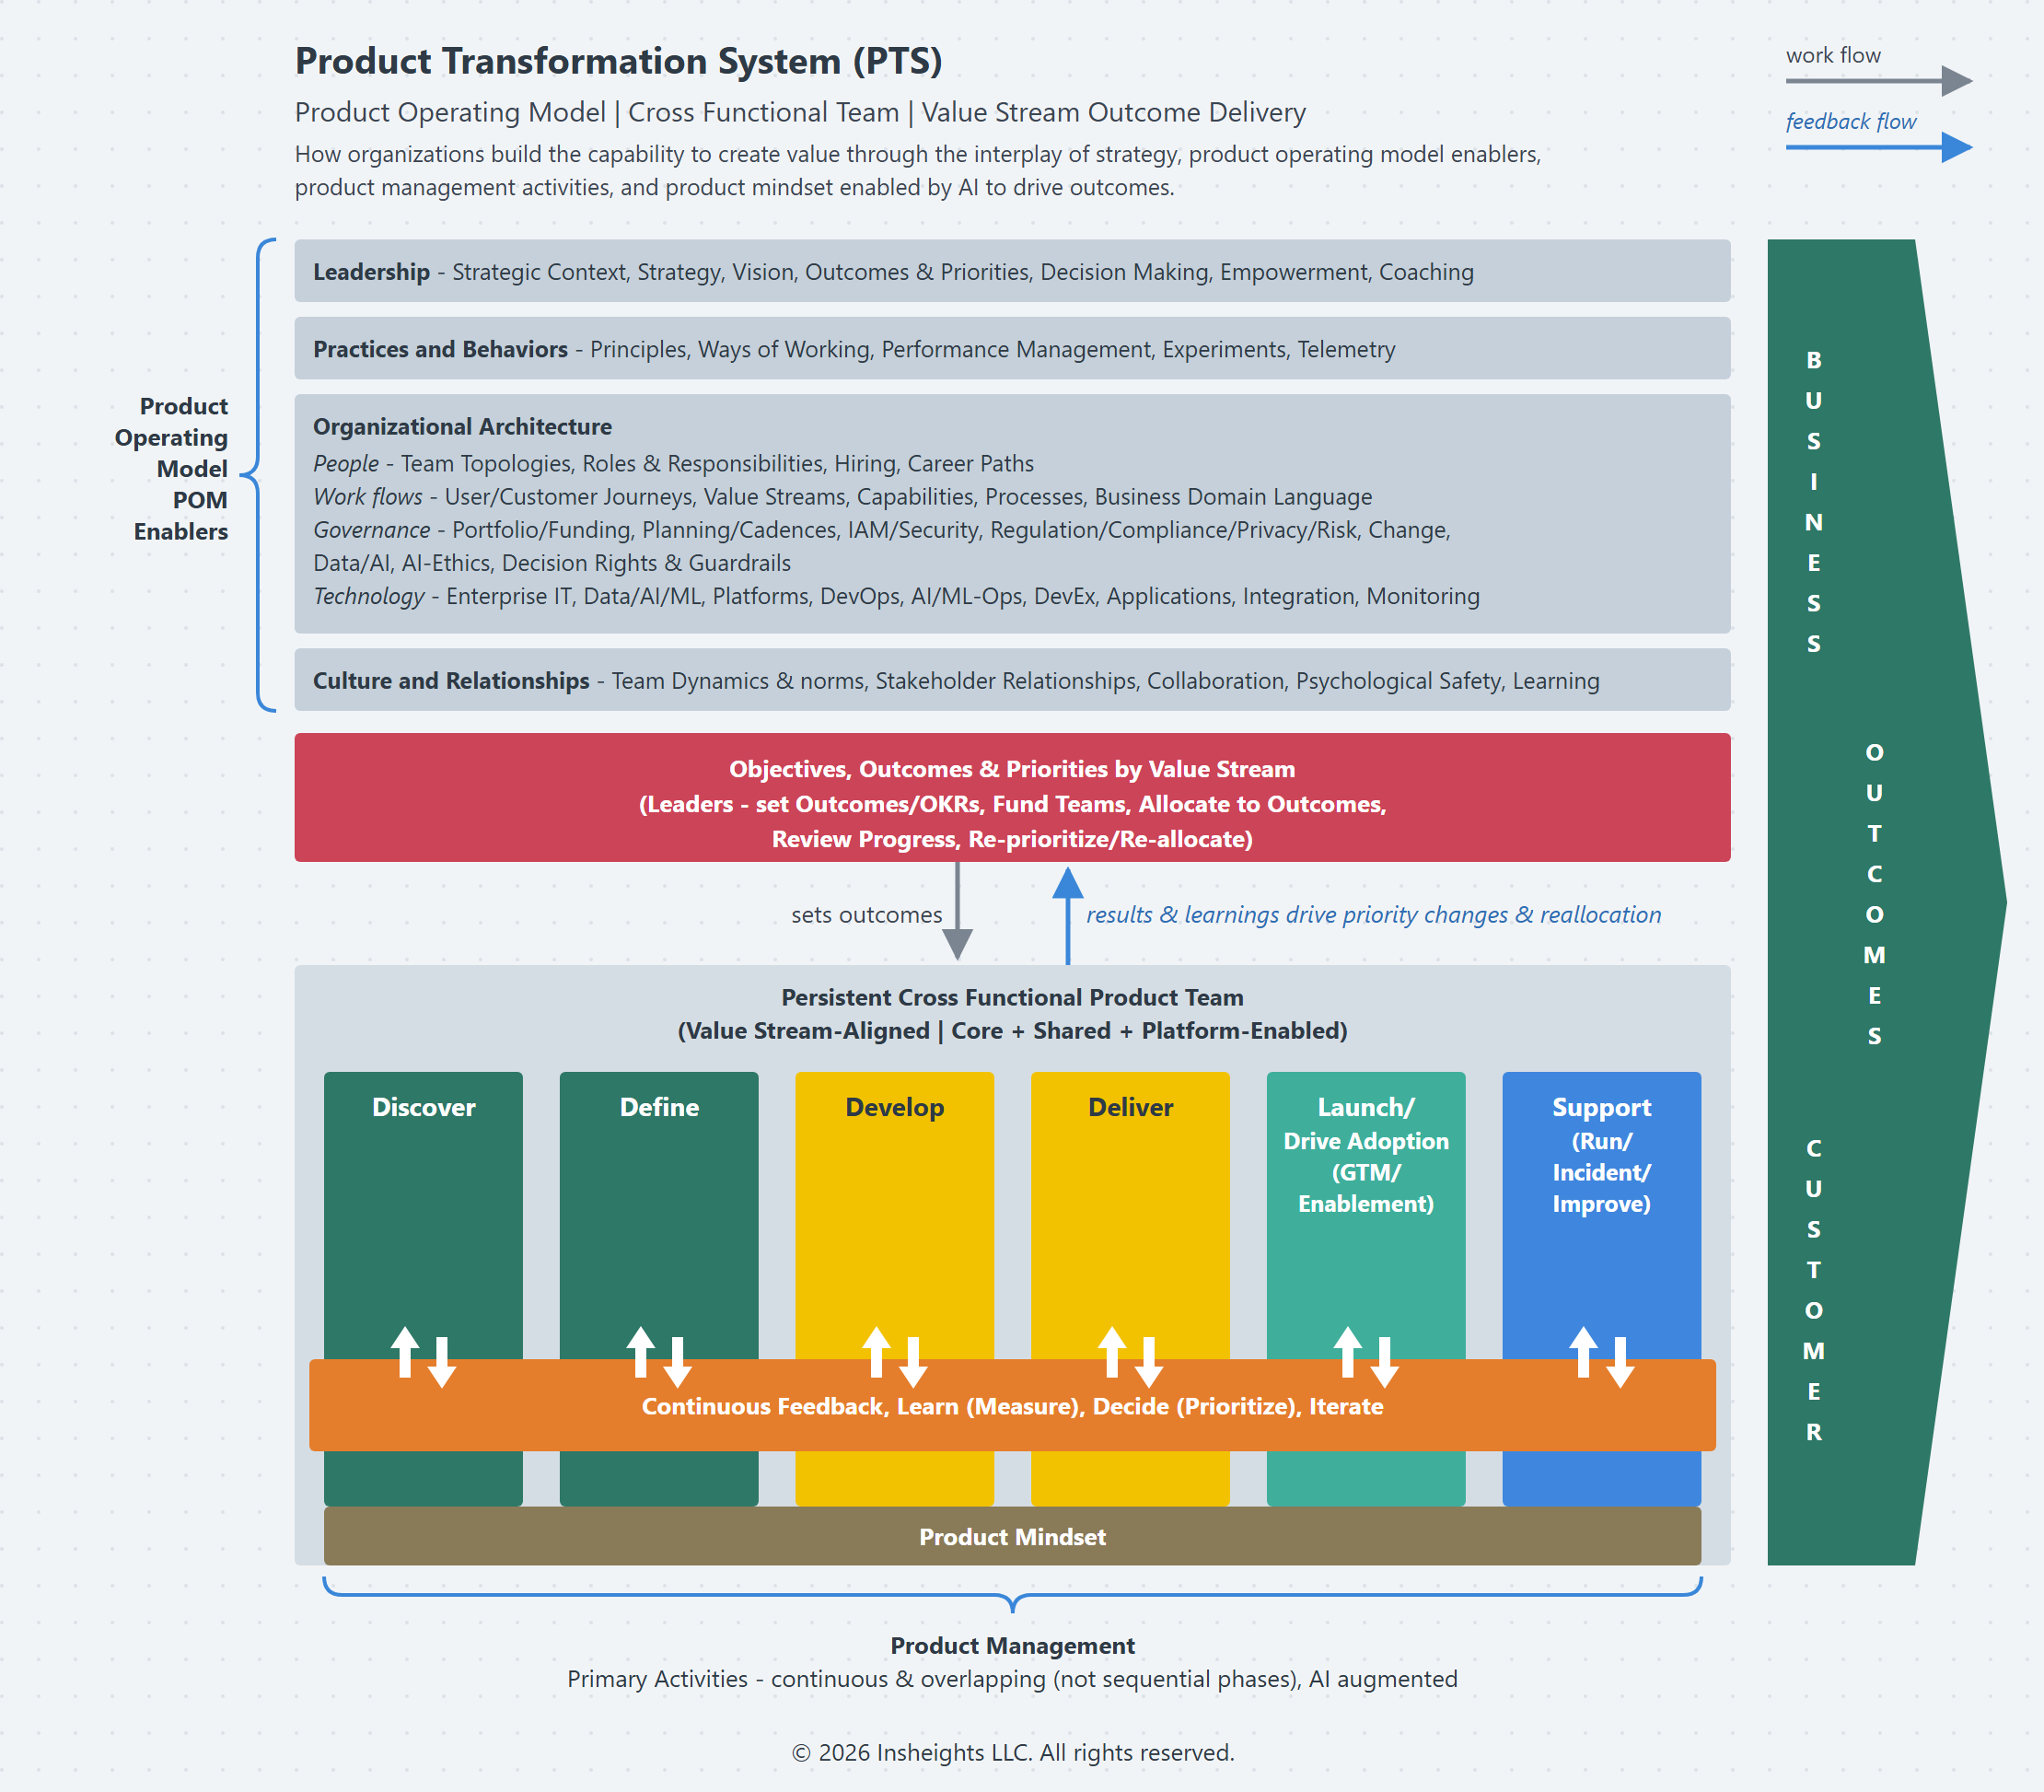 Product Transformation System (PTS)
Product Operating Model | Cross Functional Team | Value Stream Outcome Delivery
How organizations build the capability to create value through the interplay of strategy, product operating model enablers,
product management activities, and product mindset enabled by AI to drive outcomes.
work flow
feedback flow
Product
Operating
Model
POM
Enablers
Leadership - Strategic Context, Strategy, Vision, Outcomes & Priorities, Decision Making, Empowerment, Coaching
Practices and Behaviors - Principles, Ways of Working, Performance Management, Experiments, Telemetry
Organizational Architecture
People - Team Topologies, Roles & Responsibilities, Hiring, Career Paths
Work flows - User/Customer Journeys, Value Streams, Capabilities, Processes, Business Domain Language
Governance - Portfolio/Funding, Planning/Cadences, IAM/Security, Regulation/Compliance/Privacy/Risk, Change,
Data/AI, AI-Ethics, Decision Rights & Guardrails
Technology - Enterprise IT, Data/AI/ML, Platforms, DevOps, AI/ML-Ops, DevEx, Applications, Integration, Monitoring
Culture and Relationships - Team Dynamics & norms, Stakeholder Relationships, Collaboration, Psychological Safety, Learning
Objectives, Outcomes & Priorities by Value Stream
(Leaders - set Outcomes/OKRs, Fund Teams, Allocate to Outcomes,
Review Progress, Re-prioritize/Re-allocate)
sets outcomes
results & learnings drive priority changes & reallocation
Persistent Cross Functional Product Team
(Value Stream-Aligned | Core + Shared + Platform-Enabled)
Discover
Define
Develop
Deliver
Launch/
Drive Adoption
(GTM/
Enablement)
Support
(Run/
Incident/
Improve)
Continuous Feedback, Learn (Measure), Decide (Prioritize), Iterate
Product Mindset
Product Management
Primary Activities - continuous & overlapping (not sequential phases), AI augmented
BUSINESS
OUTCOMES
CUSTOMER
© 2026 Insheights LLC. All rights reserved.